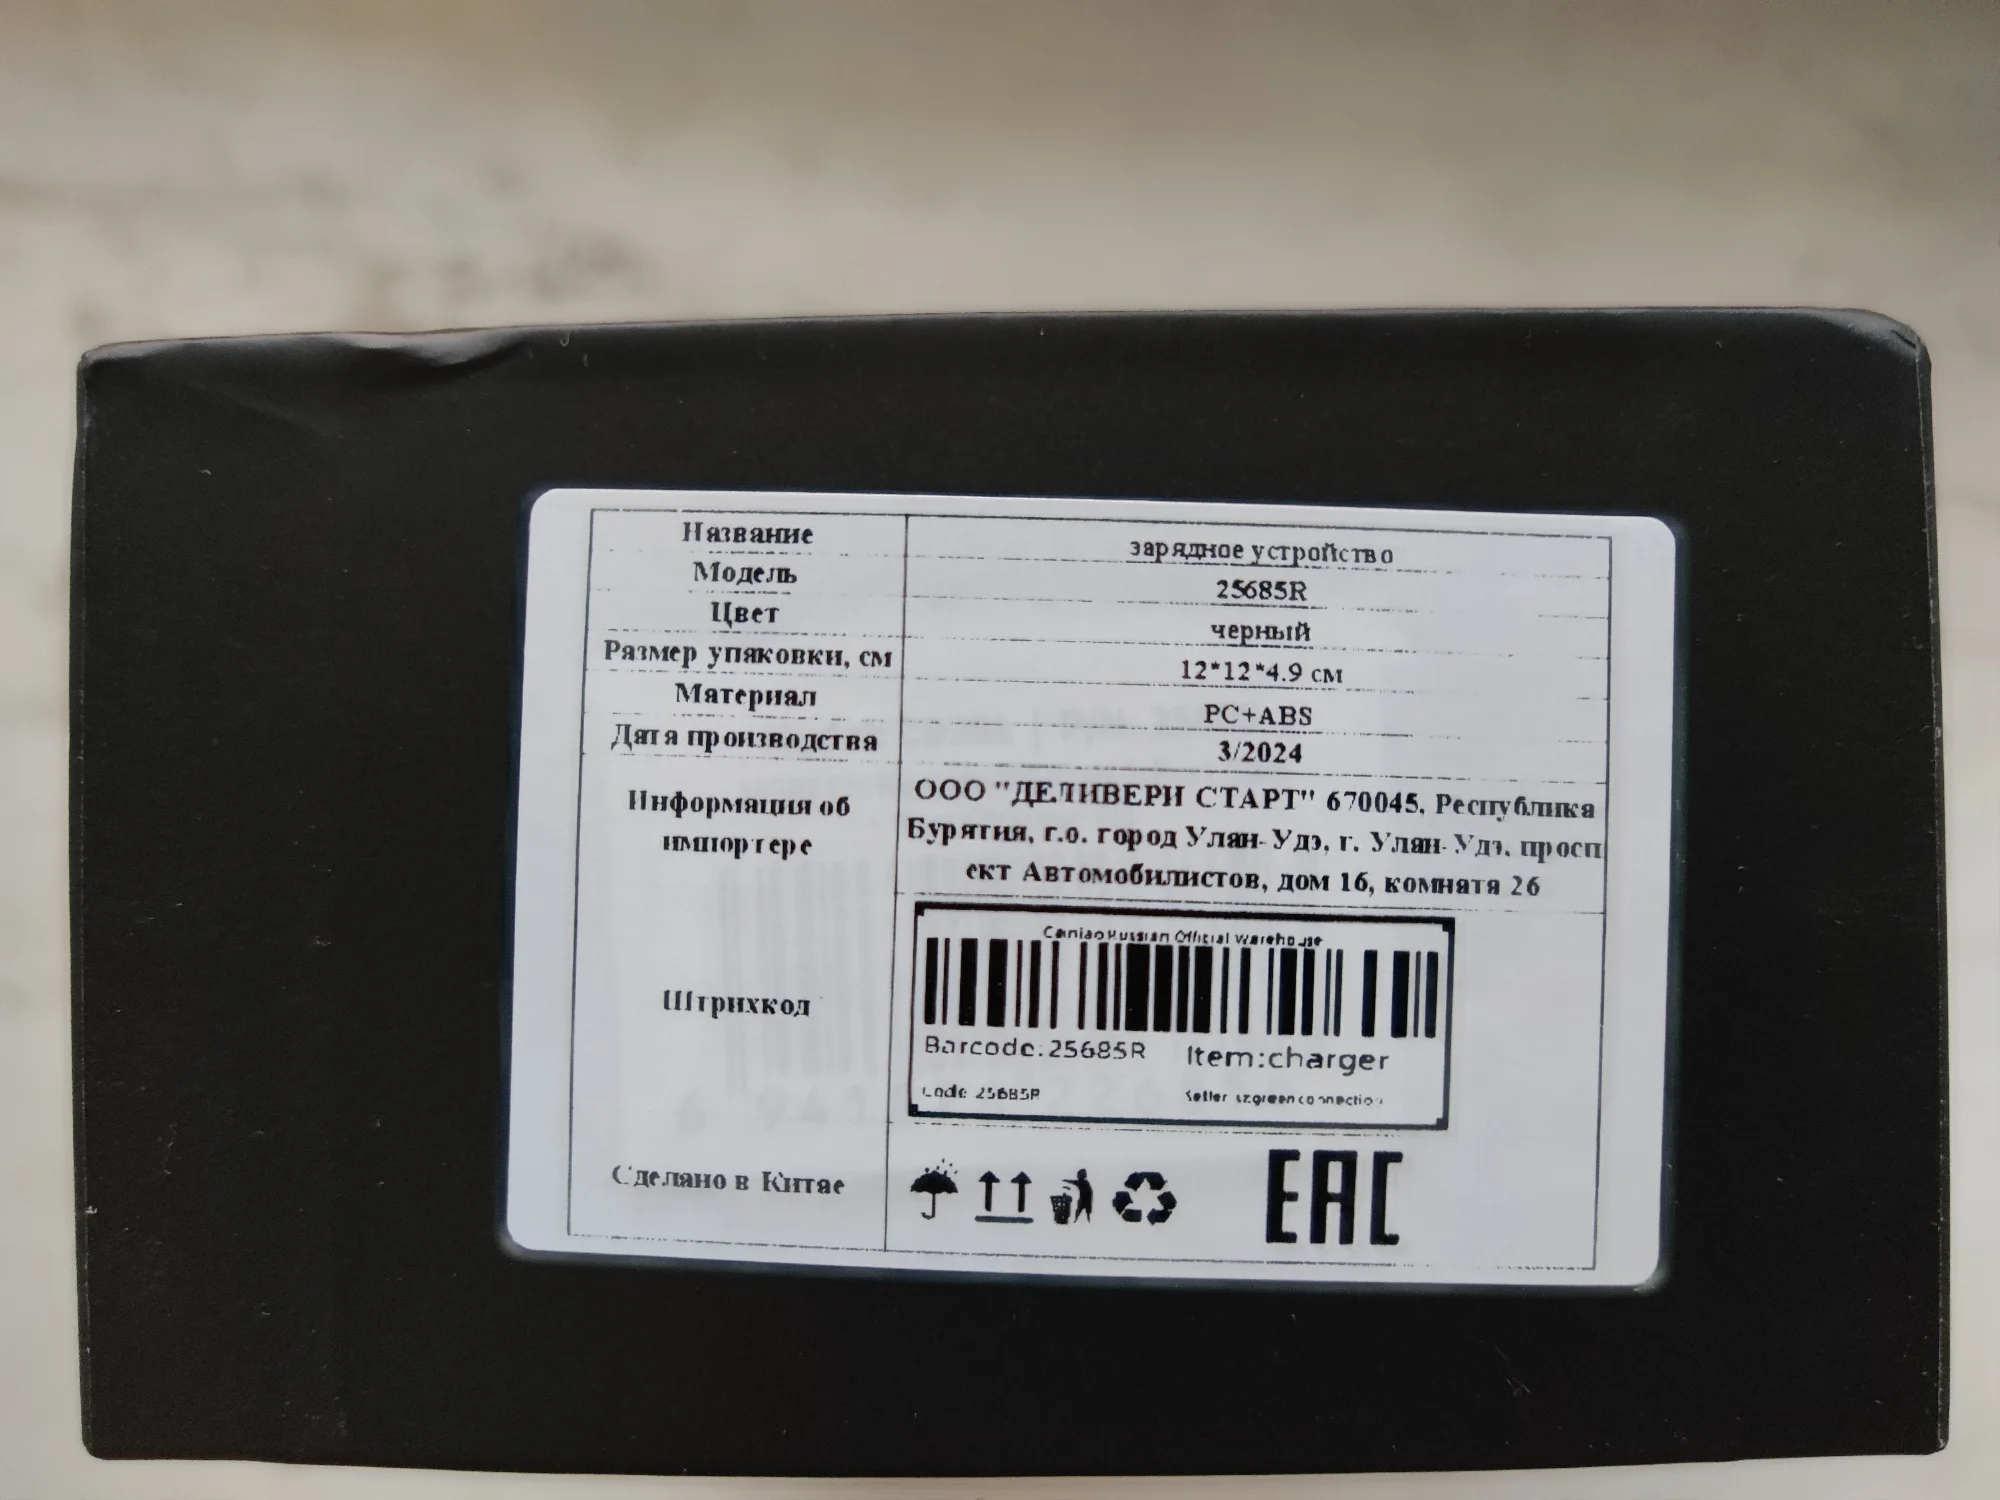 Название зарядное устройство
Модель 25685R
Цвет черный
Размер упаковки, см 12*12*4.9 см
Материал PC+ABS
Дата производства 3/2024
Информация об импортере
ООО "ДЕЛИВЕРИ СТАРТ" 670045, Республика
Бурятия, г.о. город Улан-Удэ, г. Улан-Удэ, просп
ект Автомобилистов, дом 16, комната 26
Штрихкод
Cainiao Russian Official Warehouse
Barcode:25685R Item:charger
Code 25685R Seller szgreenconnection
Сделано в Китае
EAC